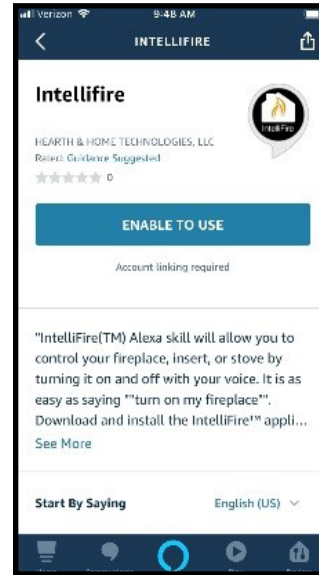 Verizon 9:48 AM
INTELLIFIRE
Intellifire
IntelliFire
HEARTH & HOME TECHNOLOGIES, LLC
Rated: Guidance Suggested
0
ENABLE TO USE
Account linking required
"IntelliFire(TM) Alexa skill will allow you to
control your fireplace, insert, or stove by
turning it on and off with your voice. It is as
easy as saying ""turn on my fireplace"".
Download and install the IntelliFire™ appli...
See More
Start By Saying English (US)